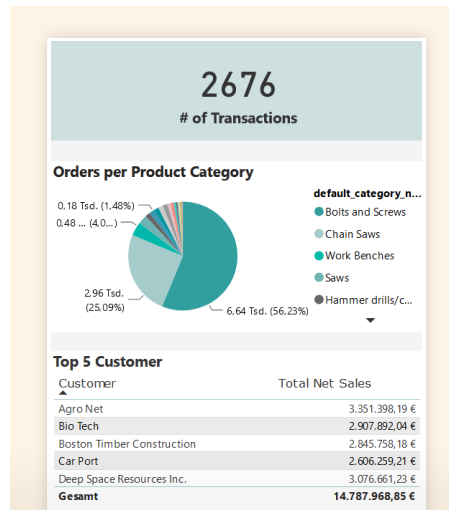 2676
# of Transactions
Orders per Product Category
default_category_n...
0,18 Tsd. (1,48%)
0,48 ... (4,0...)
2,96 Tsd.
(25,09%)
6,64 Tsd. (56,23%)
Bolts and Screws
Chain Saws
Work Benches
Saws
Hammer drills/c...
Top 5 Customer
Customer Total Net Sales
Agro Net 3.351.398,19 €
Bio Tech 2.907.892,04 €
Boston Timber Construction 2.845.758,18 €
Car Port 2.606.259,21 €
Deep Space Resources Inc. 3.076.661,23 €
Gesamt 14.787.968,85 €